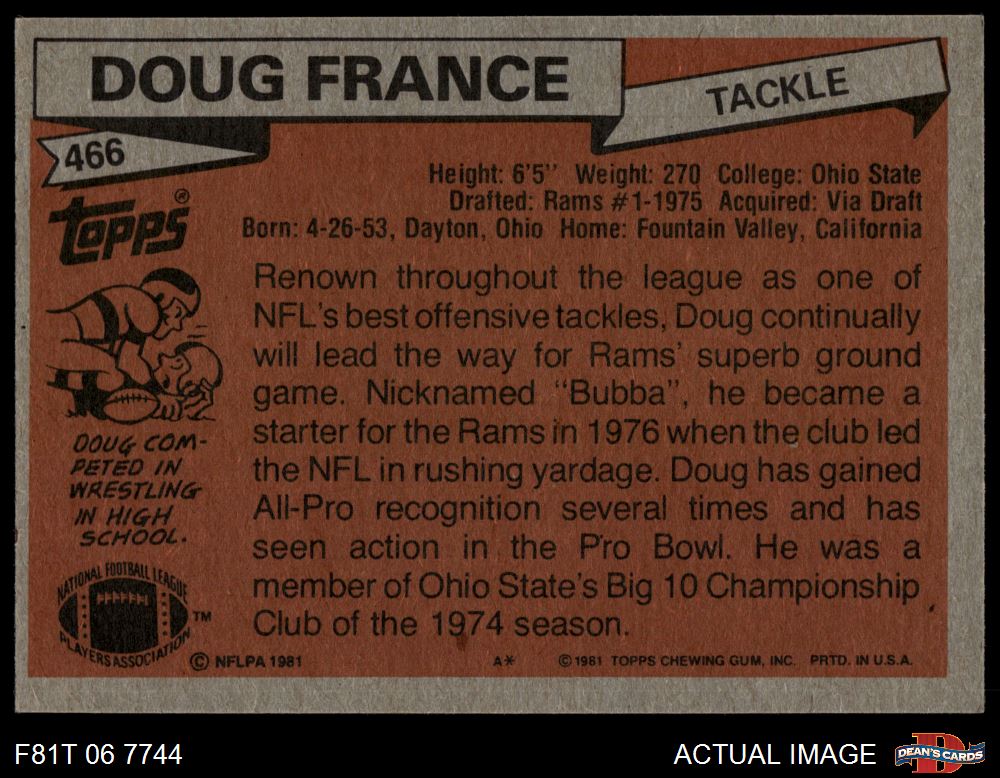 DOUG FRANCE
TACKLE
466
topps®
Height: 6'5" Weight: 270 College: Ohio State
Drafted: Rams #1-1975 Acquired: Via Draft
Born: 4-26-53, Dayton, Ohio Home: Fountain Valley, California
Renown throughout the league as one of
NFL's best offensive tackles, Doug continually
will lead the way for Rams' superb ground
game. Nicknamed "Bubba", he became a
starter for the Rams in 1976 when the club led
the NFL in rushing yardage. Doug has gained
All-Pro recognition several times and has
seen action in the Pro Bowl. He was a
member of Ohio State's Big 10 Championship
Club of the 1974 season.
DOUG COM-
PETED IN
WRESTLING
IN HIGH
SCHOOL.
NATIONAL FOOTBALL LEAGUE
PLAYERS ASSOCIATION
TM
© NFLPA 1981
A*
© 1981 TOPPS CHEWING GUM, INC. PRTD. IN U.S.A.
F81T 06 7744
ACTUAL IMAGE
DEAN'S CARDS